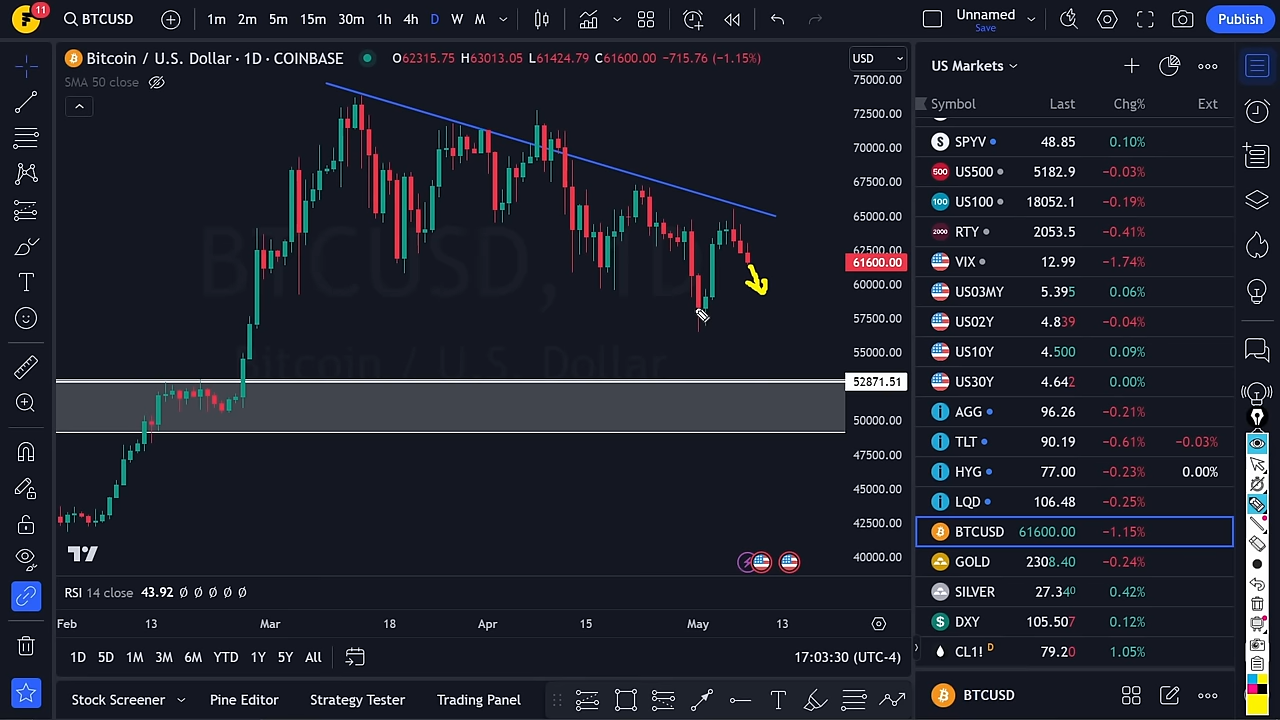 11
BTCUSD
1m 2m 5m 15m 30m 1h 4h D W M
Unnamed
Save
Publish
Bitcoin / U.S. Dollar · 1D · COINBASE
O62315.75 H63013.05 L61424.79 C61600.00 −715.76 (−1.15%)
SMA 50 close
USD
75000.00
72500.00
70000.00
67500.00
65000.00
62500.00
61600.00
60000.00
57500.00
55000.00
52871.51
50000.00
47500.00
45000.00
42500.00
40000.00
BTCUSD, 1D
Bitcoin / U.S. Dollar
RSI 14 close 43.92 Ø Ø Ø Ø Ø
Feb 13 Mar 18 Apr 15 May 13
1D 5D 1M 3M 6M YTD 1Y 5Y All
17:03:30 (UTC-4)
Stock Screener Pine Editor Strategy Tester Trading Panel
US Markets
Symbol Last Chg% Ext
SPYV 48.85 0.10%
500 US500 5182.9 −0.03%
100 US100 18052.1 −0.19%
2000 RTY 2053.5 −0.41%
VIX 12.99 −1.74%
US03MY 5.395 0.06%
US02Y 4.839 −0.04%
US10Y 4.500 0.09%
US30Y 4.642 0.00%
AGG 96.26 −0.21%
TLT 90.19 −0.61% −0.03%
HYG 77.00 −0.23% 0.00%
LQD 106.48 −0.25%
BTCUSD 61600.00 −1.15%
GOLD 2308.40 −0.24%
SILVER 27.340 0.42%
DXY 105.507 0.12%
CL1! D 79.20 1.05%
BTCUSD